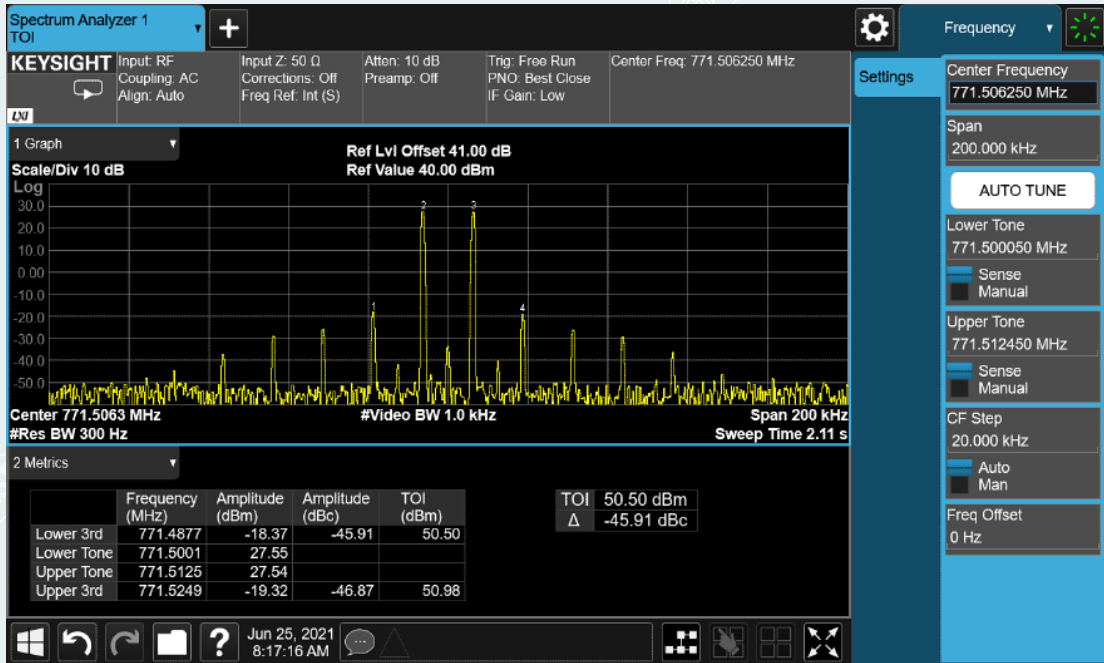 Spectrum Analyzer 1
TOI
+
Frequency
KEYSIGHT
Input: RF
Coupling: AC
Align: Auto
Input Z: 50 Ω
Corrections: Off
Freq Ref: Int (S)
Atten: 10 dB
Preamp: Off
Trig: Free Run
PNO: Best Close
IF Gain: Low
Center Freq: 771.506250 MHz
LXI
Settings
Center Frequency
771.506250 MHz
Span
200.000 kHz
AUTO TUNE
Lower Tone
771.500050 MHz
Sense
Manual
Upper Tone
771.512450 MHz
Sense
Manual
CF Step
20.000 kHz
Auto
Man
Freq Offset
0 Hz
1 Graph
Scale/Div 10 dB
Ref Lvl Offset 41.00 dB
Ref Value 40.00 dBm
Log
30.0
20.0
10.0
0.00
-10.0
-20.0
-30.0
-40.0
-50.0
1
2
3
4
Center 771.5063 MHz
#Video BW 1.0 kHz
Span 200 kHz
#Res BW 300 Hz
Sweep Time 2.11 s
2 Metrics
Frequency (MHz) Amplitude (dBm) Amplitude (dBc) TOI (dBm)
Lower 3rd 771.4877 -18.37 -45.91 50.50
Lower Tone 771.5001 27.55
Upper Tone 771.5125 27.54
Upper 3rd 771.5249 -19.32 -46.87 50.98
TOI 50.50 dBm
Δ -45.91 dBc
?
Jun 25, 2021
8:17:16 AM